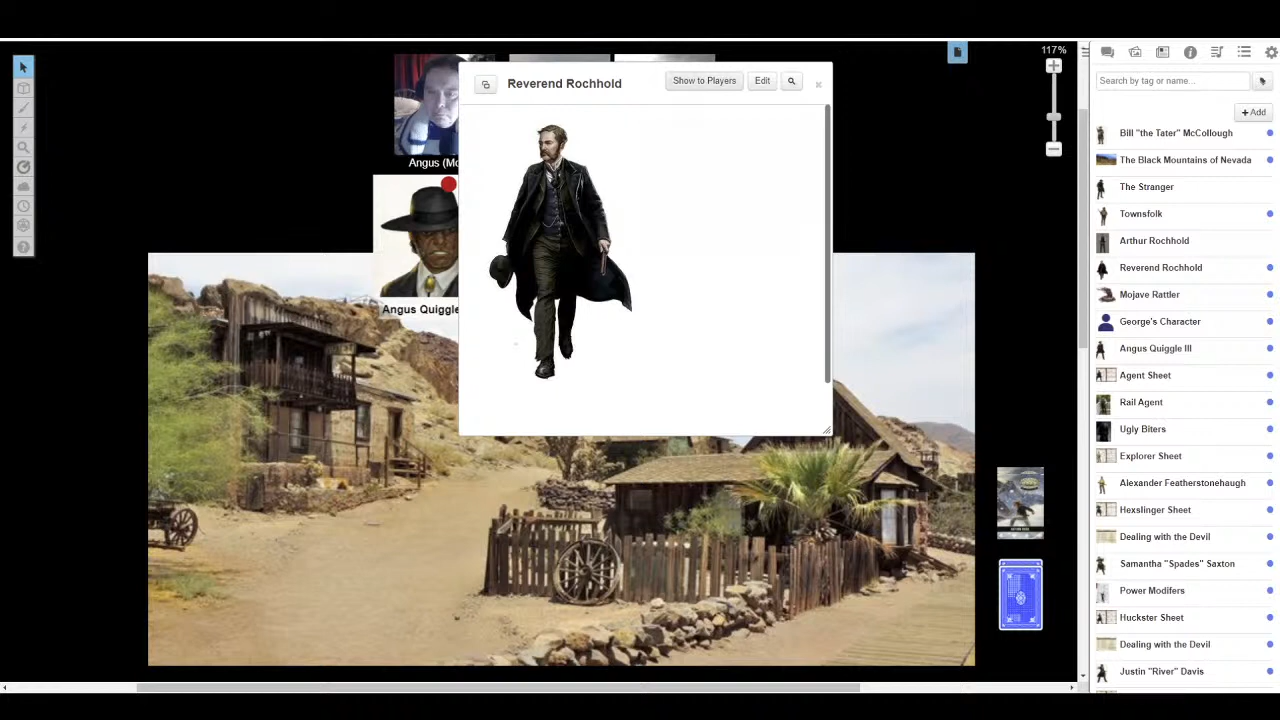 117%
Search by tag or name...
+ Add
Reverend Rochhold
Show to Players
Edit
Angus (Mo
Angus Quiggle
Bill "the Tater" McCollough
The Black Mountains of Nevada
The Stranger
Townsfolk
Arthur Rochhold
Reverend Rochhold
Mojave Rattler
George's Character
Angus Quiggle III
Agent Sheet
Rail Agent
Ugly Biters
Explorer Sheet
Alexander Featherstonehaugh
Hexslinger Sheet
Dealing with the Devil
Samantha "Spades" Saxton
Power Modifers
Huckster Sheet
Dealing with the Devil
Justin "River" Davis